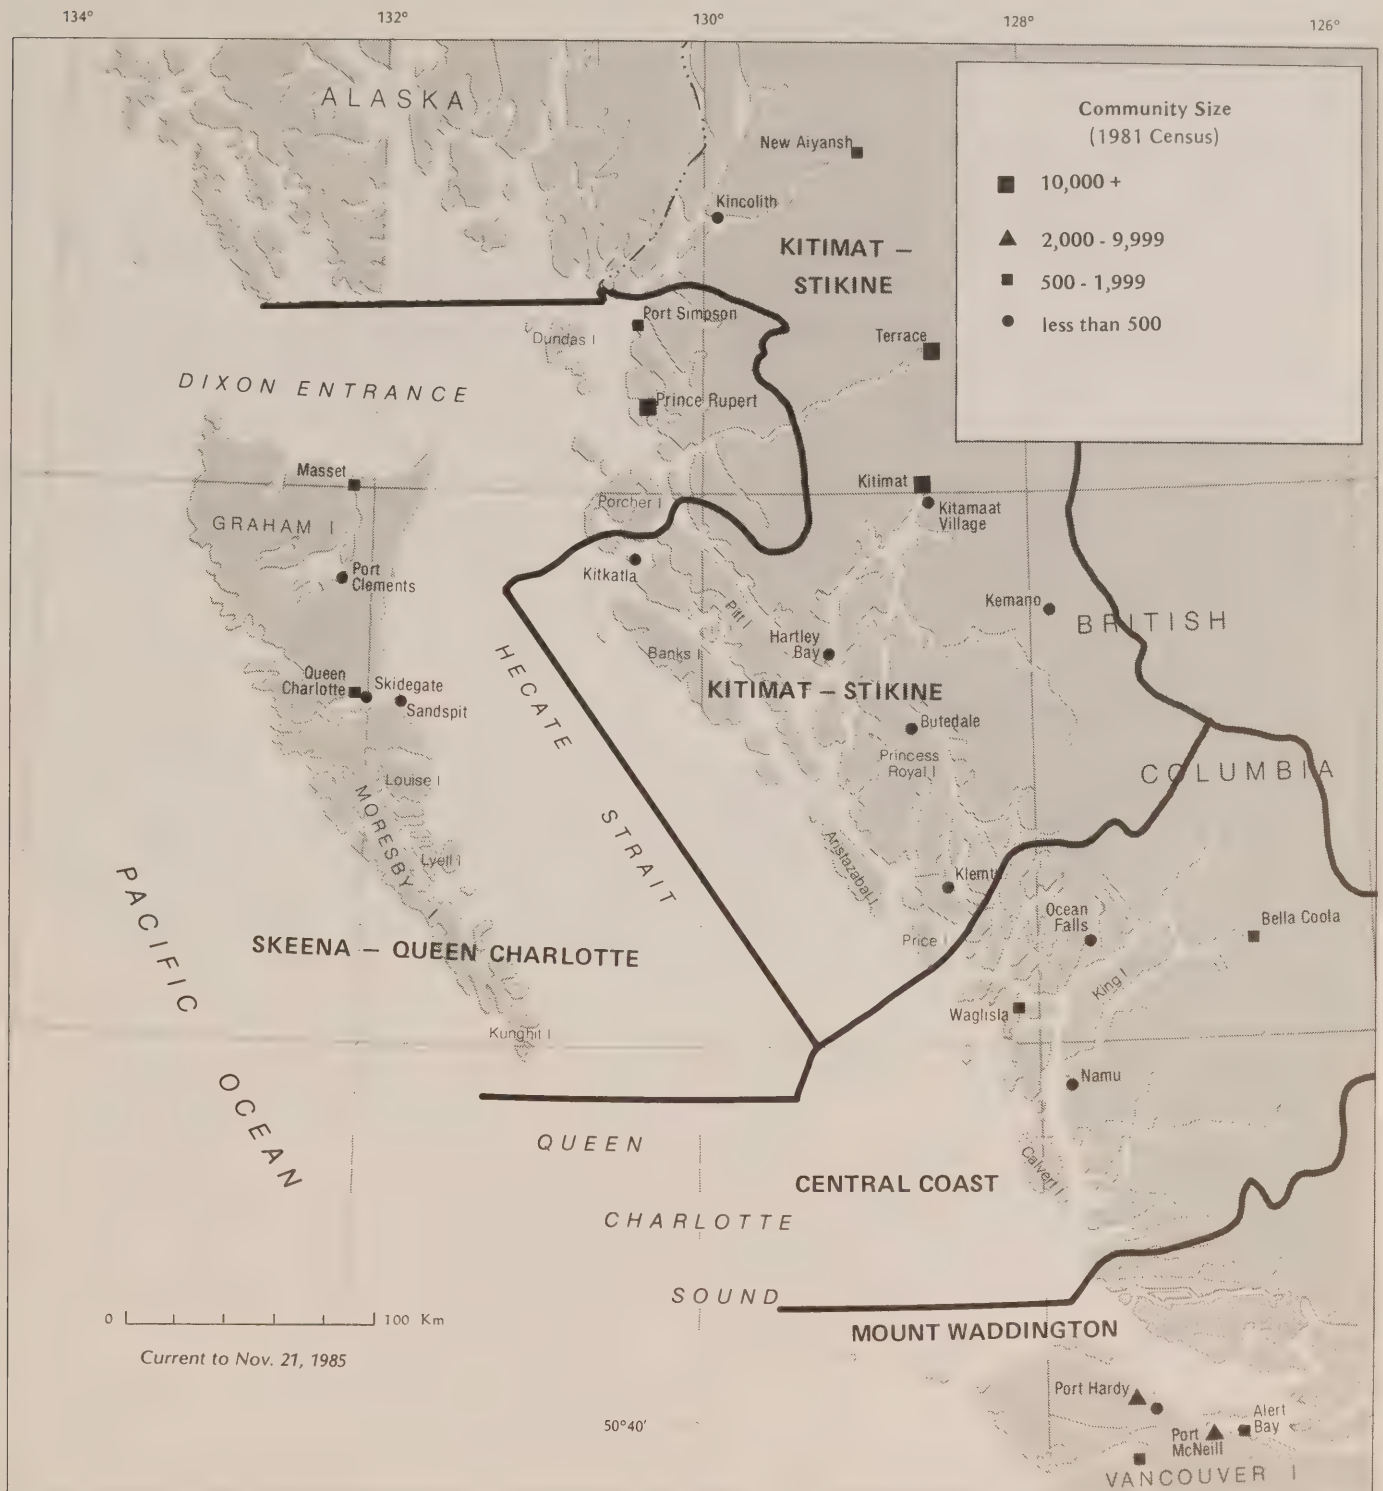 134°
132°
130°
128°
126°
ALASKA
New Aiyansh
Kincolith
KITIMAT –
STIKINE
Community Size
(1981 Census)
10,000 +
2,000 - 9,999
500 - 1,999
less than 500
Port Simpson
Dundas I
Terrace
DIXON ENTRANCE
Prince Rupert
Masset
Kitimat
Porcher I
Kitamaat
Village
GRAHAM I
Port
Clements
Kitkatla
Kemano
Pitt I
BRITISH
Hartley
Bay
Banks I
HECATE
STRAIT
Queen
Charlotte
Skidegate
Sandspit
KITIMAT – STIKINE
Butedale
Princess
Royal I
COLUMBIA
Louise I
MORESBY
Lyell I
Aristazabal I
Klemtu
PACIFIC
OCEAN
Ocean
Falls
Bella Coola
Price I
SKEENA – QUEEN CHARLOTTE
King I
Waglisla
Kunghit I
Namu
QUEEN
CHARLOTTE
SOUND
Calvert I
CENTRAL COAST
0
100 Km
MOUNT WADDINGTON
Current to Nov. 21, 1985
Port Hardy
50°40'
Alert
Bay
Port
McNeill
VANCOUVER I